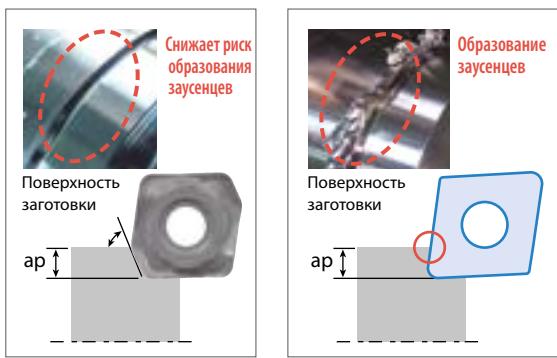 Снижает риск
образования
заусенцев
Поверхность
заготовки
ap
Образование
заусенцев
Поверхность
заготовки
ap